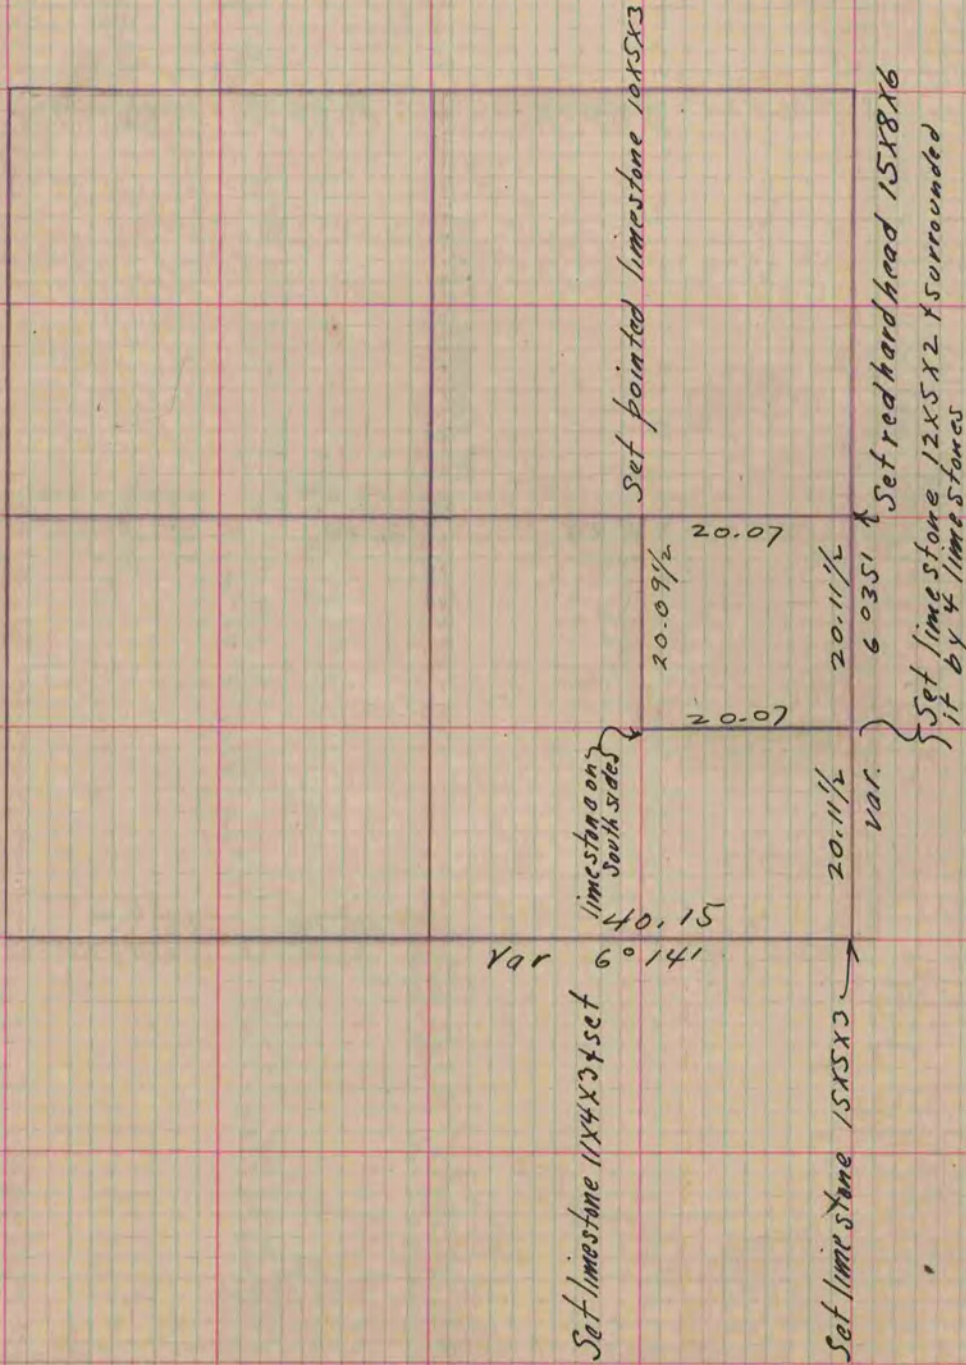 Set pointed limestone 10x5x3
Set red hard head 15x8x6
Set limestone 12x5x2 & surrounded
it by 4 limestones
20.07
20.09½
20.11½
6°35'
20.07
20.11½
var.
limestone on
South sides
40.15
Var 6°14'
Set limestone 11x4x3 & set
Set limestone 15x5x3